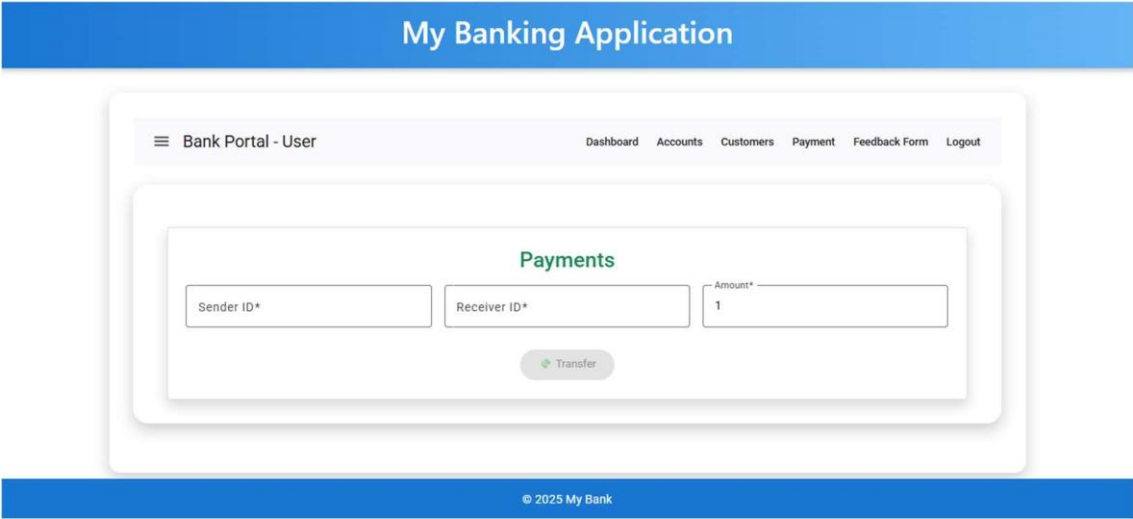 My Banking Application
Bank Portal - User
Dashboard Accounts Customers Payment Feedback Form Logout
Payments
Sender ID*
Receiver ID*
Amount*
1
Transfer
© 2025 My Bank